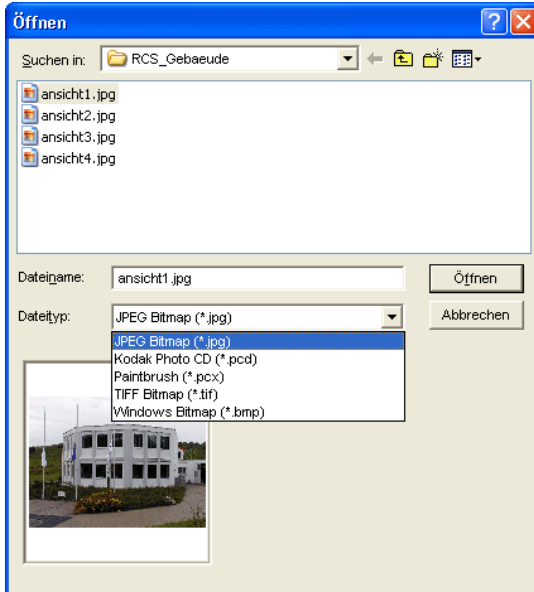 Öffnen
Suchen in: RCS_Gebaeude
ansicht1.jpg
ansicht2.jpg
ansicht3.jpg
ansicht4.jpg
Dateiname: ansicht1.jpg Öffnen
Dateityp: JPEG Bitmap (*.jpg) Abbrechen
JPEG Bitmap (*.jpg)
Kodak Photo CD (*.pcd)
Paintbrush (*.pcx)
TIFF Bitmap (*.tif)
Windows Bitmap (*.bmp)